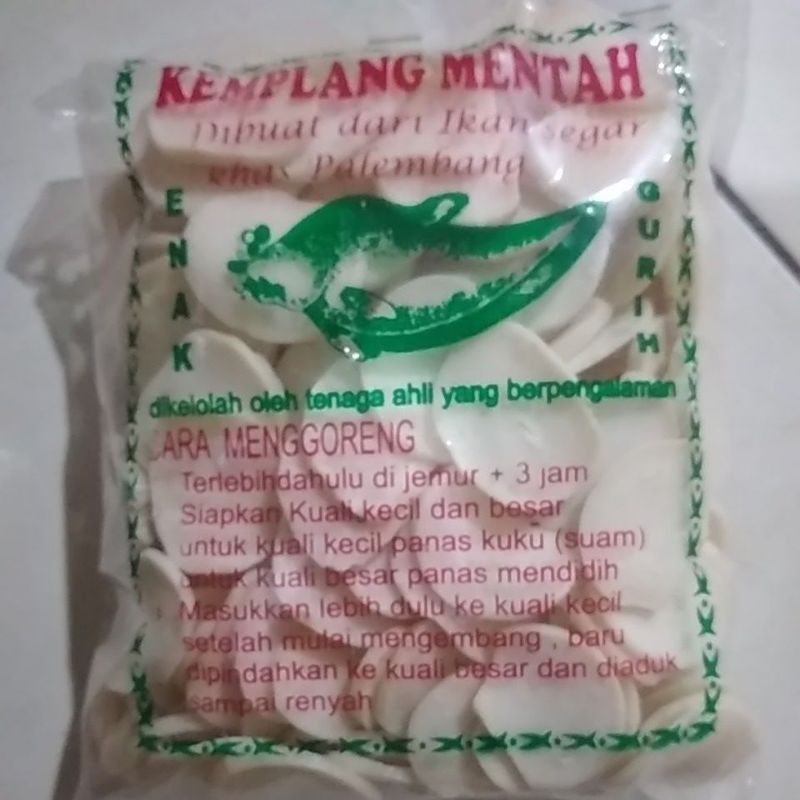 KEMPLANG MENTAH
Dibuat dari Ikan segar
khas Palembang
ENAK
GURIH
dikelolah oleh tenaga ahli yang berpengalaman
CARA MENGGORENG
Terlebihdahulu di jemur + 3 jam
Siapkan Kuali kecil dan besar
untuk kuali kecil panas kuku (suam)
untuk kuali besar panas mendidih
Masukkan lebih dulu ke kuali kecil
setelah mulai mengembang , baru
dipindahkan ke kuali besar dan diaduk
sampai renyah